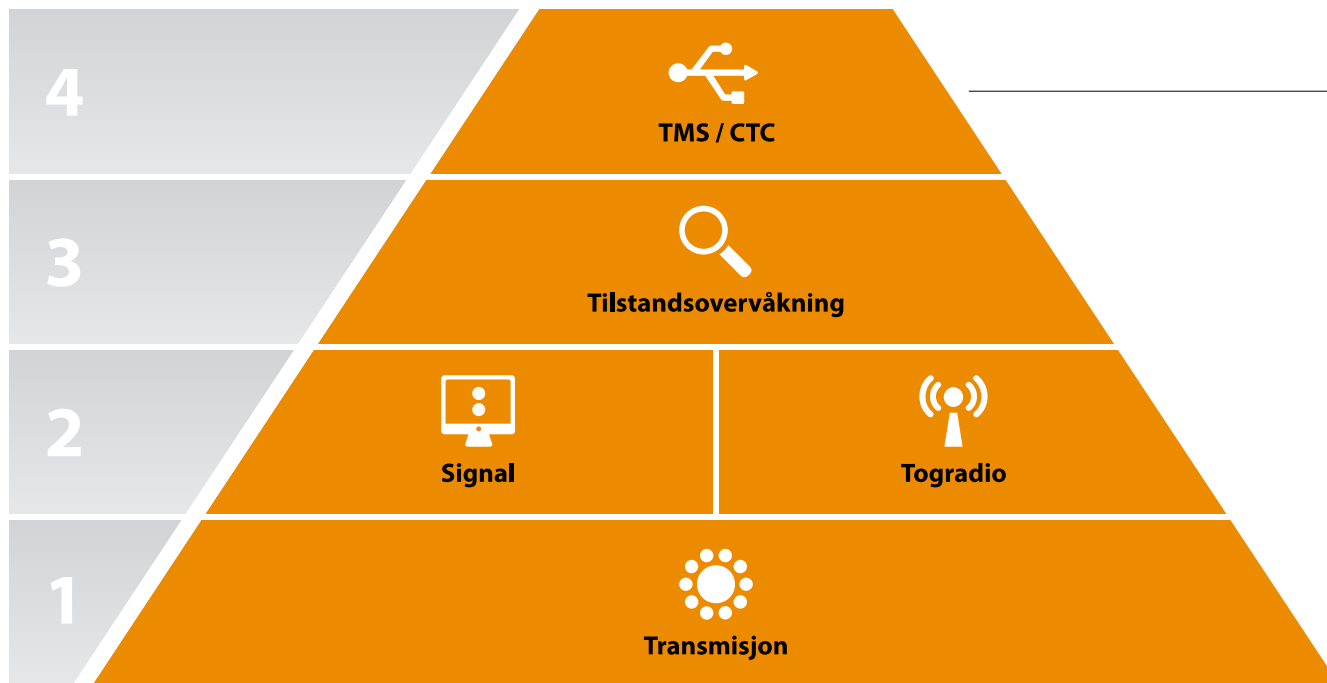 4
TMS / CTC
3
Tilstandsovervåkning
2
Signal
Togradio
1
Transmisjon